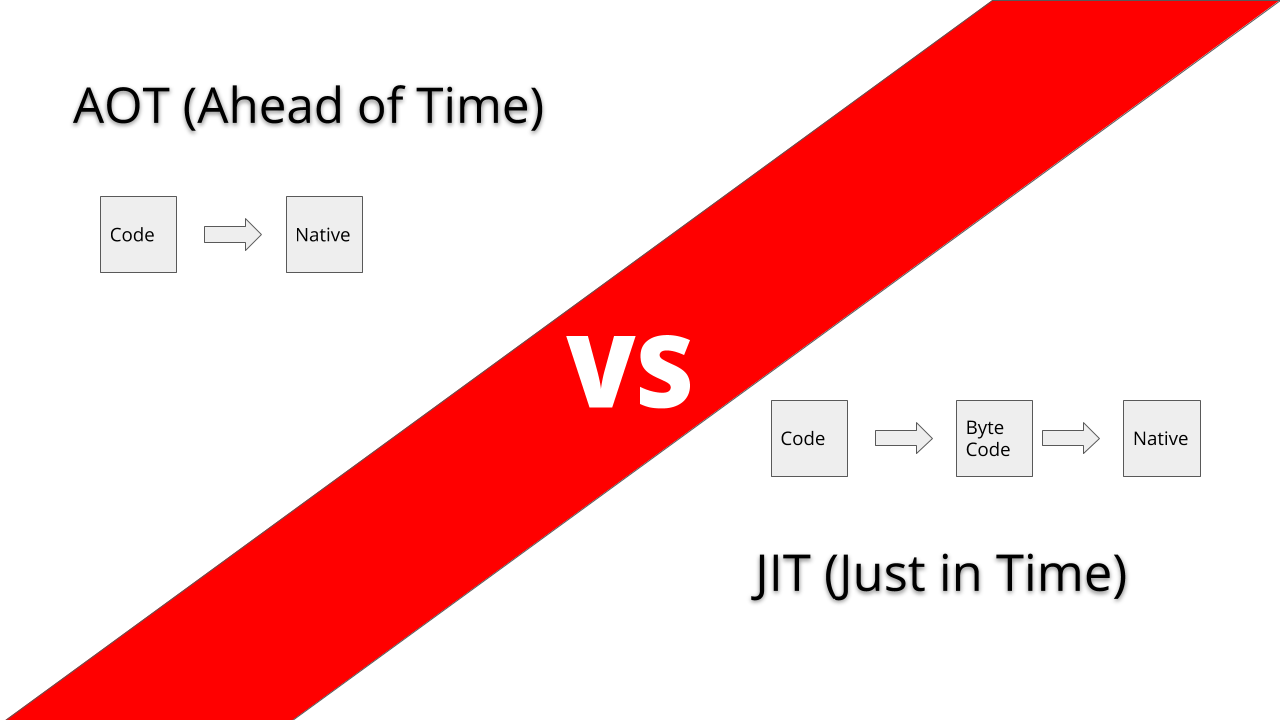 AOT (Ahead of Time)
Code
Native
VS
Code
Byte
Code
Native
JIT (Just in Time)